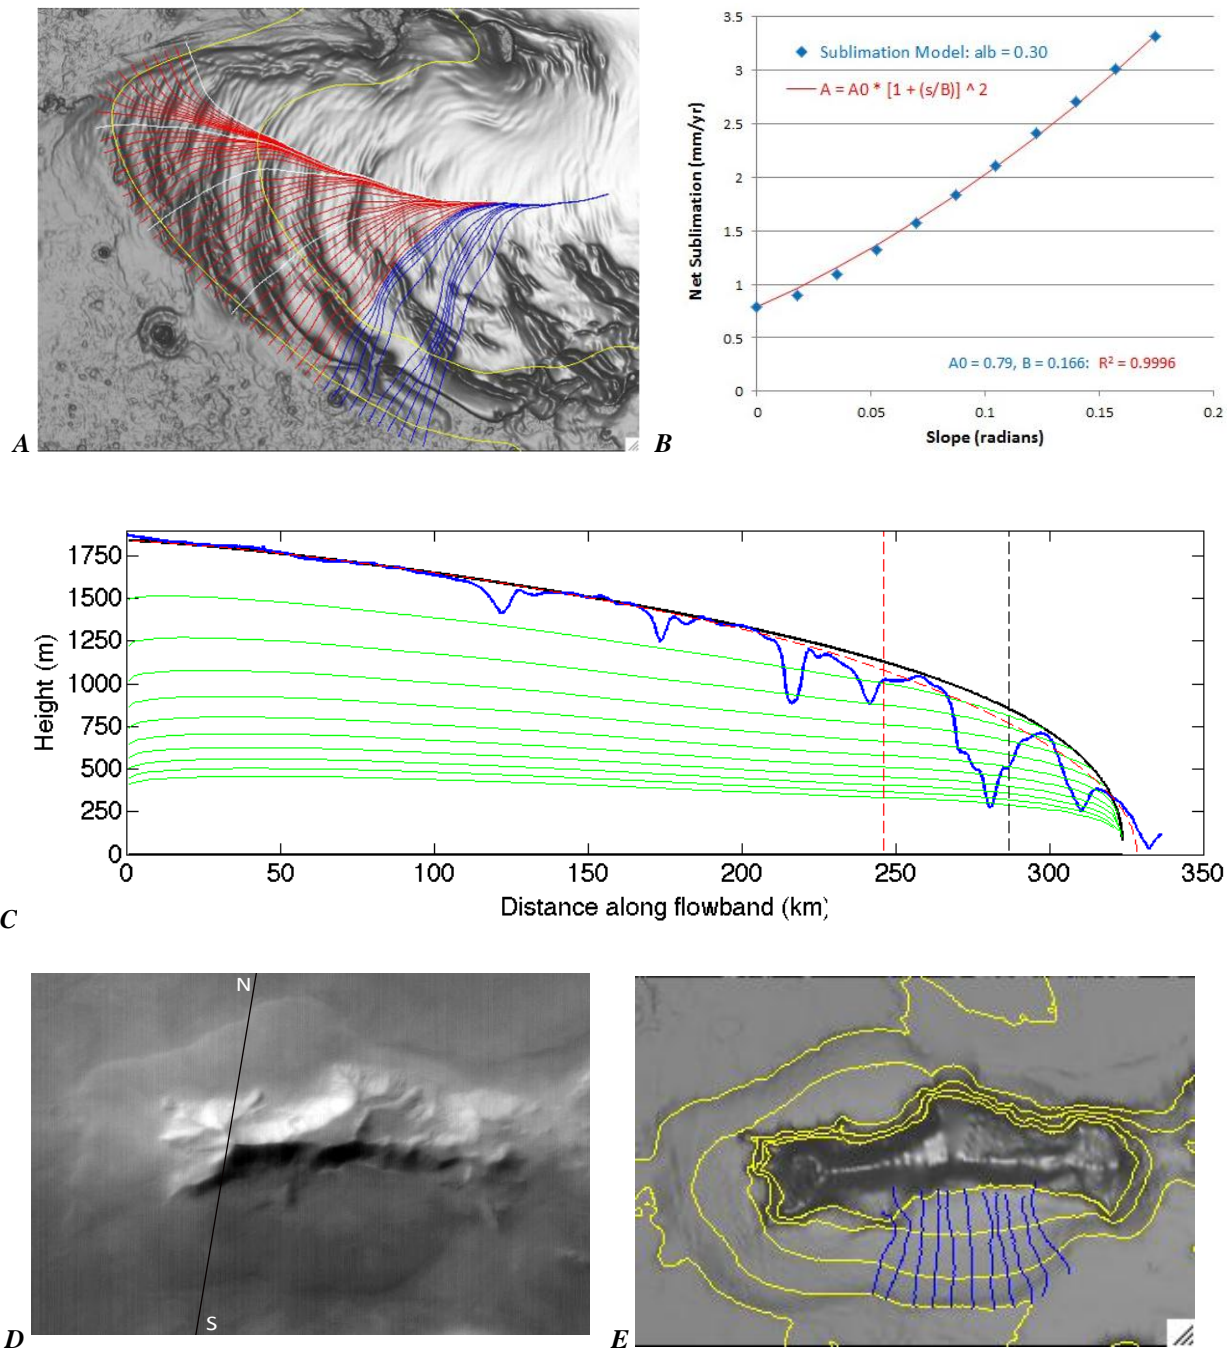 A
3.5
3
2.5
2
1.5
1
0.5
0
0
0.05
0.1
0.15
0.2
Net Sublimation (mm/yr)
Slope (radians)
Sublimation Model: alb = 0.30
A = A0 * [1 + (s/B)] ^ 2
A0 = 0.79, B = 0.166: R² = 0.9996
B
1750
1500
1250
1000
750
500
250
0
Height (m)
0 50 100 150 200 250 300 350
Distance along flowband (km)
C
N
S
D
E